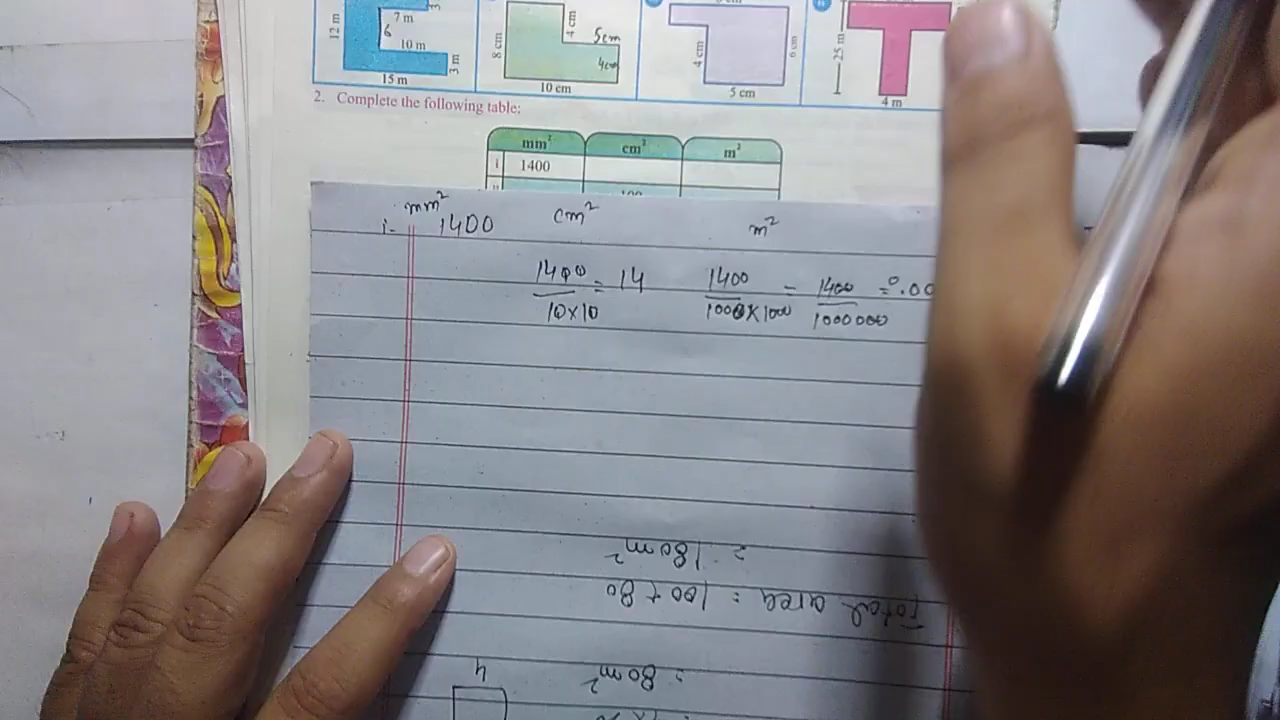 12 m
7 m
3
6
10 m
3 m
15 m
8 cm
4 cm
5cm
4cm
10 cm
4 cm
6 cm
5 cm
25 m
4 m
2. Complete the following table:
mm² cm² m²
i 1400
100
mm² cm² m²
i- 1400
1400/10×10 = 14 1400/1000×1000 = 1400/1000000 = 0.00
= 180m²
Total area = 100 + 80
= 80m²
4